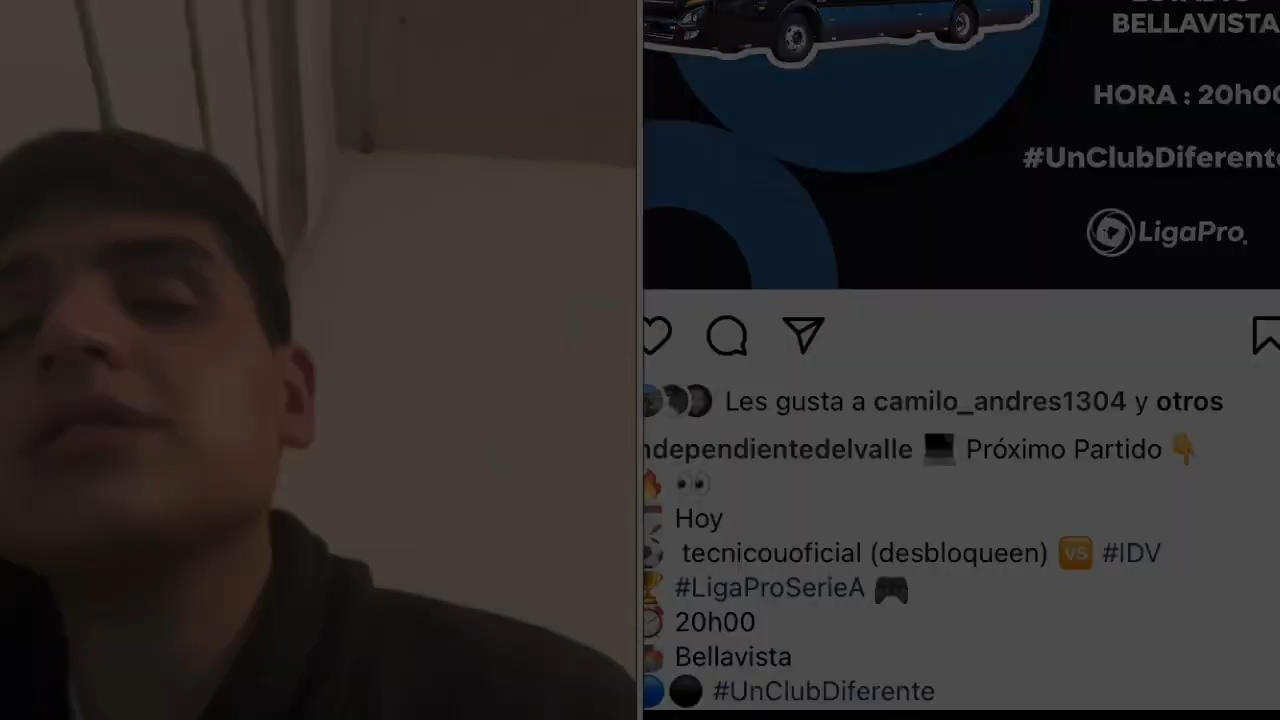 BELLAVISTA
HORA : 20h00
#UnClubDiferente
LigaPro.
Les gusta a camilo_andres1304 y otros
ndependientedelvalle 💻 Próximo Partido 👇
🔥 👀
Hoy
tecnicouoficial (desbloqueen) 🆚 #IDV
#LigaProSerieA 🎮
20h00
Bellavista
🔵 ⚫ #UnClubDiferente